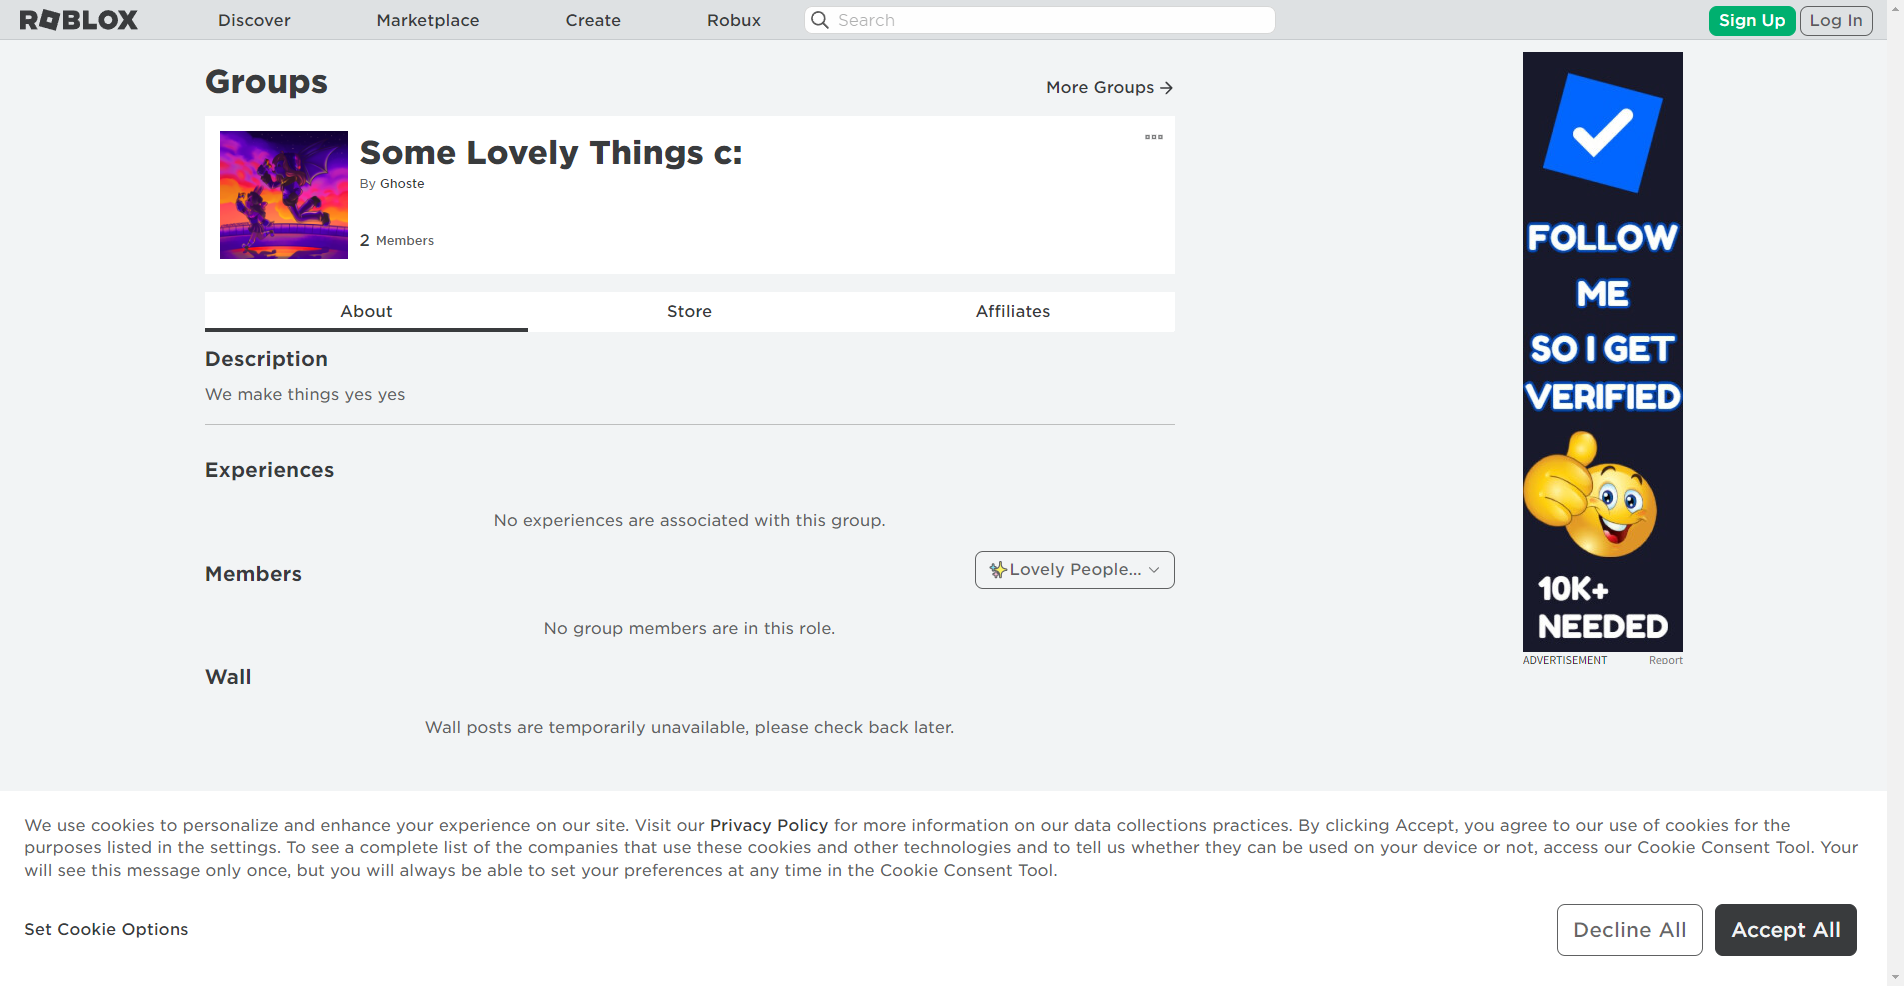 ROBLOX
Discover
Marketplace
Create
Robux
Search
Sign Up
Log In
Groups
More Groups →
Some Lovely Things c:
By Ghoste
2 Members
About
Store
Affiliates
Description
We make things yes yes
Experiences
No experiences are associated with this group.
Members
✨Lovely People...
No group members are in this role.
Wall
Wall posts are temporarily unavailable, please check back later.
FOLLOW
ME
SO I GET
VERIFIED
10K+
NEEDED
ADVERTISEMENT
Report
We use cookies to personalize and enhance your experience on our site. Visit our Privacy Policy for more information on our data collections practices. By clicking Accept, you agree to our use of cookies for the
purposes listed in the settings. To see a complete list of the companies that use these cookies and other technologies and to tell us whether they can be used on your device or not, access our Cookie Consent Tool. Your
will see this message only once, but you will always be able to set your preferences at any time in the Cookie Consent Tool.
Set Cookie Options
Decline All
Accept All